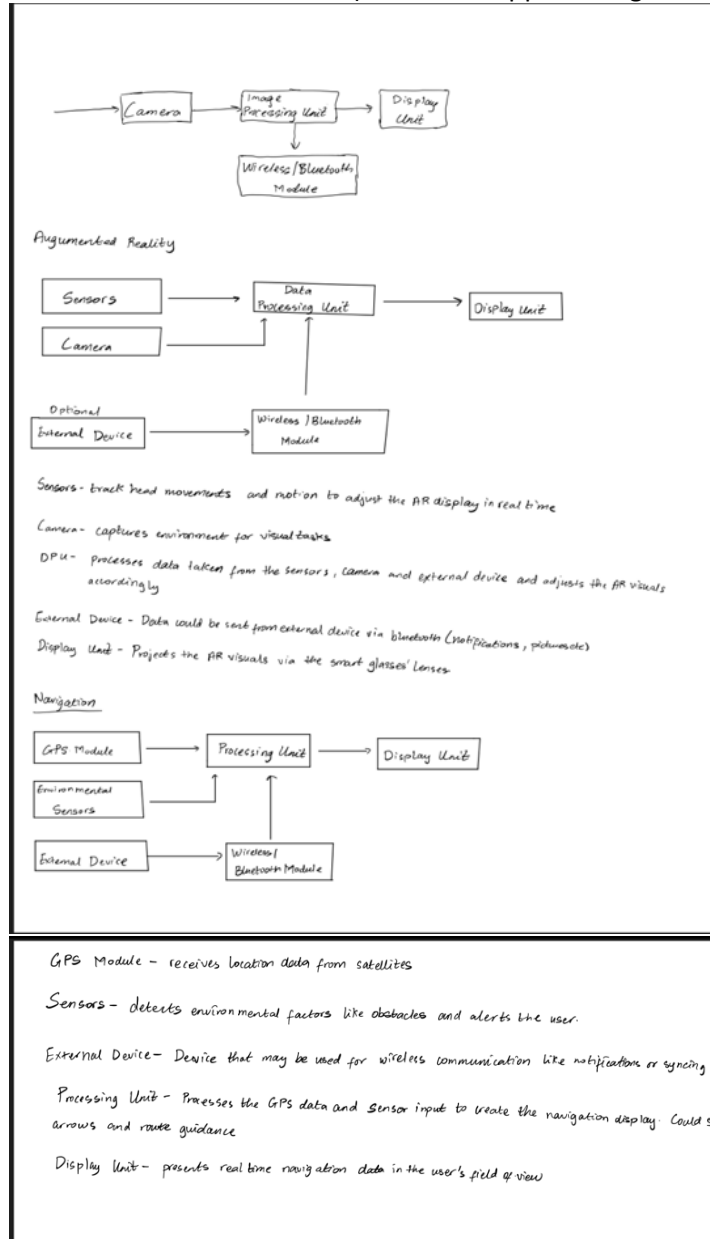 Camera
Image
Processing Unit
Display
Unit
Wireless/Bluetooth
Module
Augumented Reality
Sensors
Data
Processing Unit
Display Unit
Camera
Optional
External Device
Wireless/Bluetooth
Module
Sensors - track head movements and motion to adjust the AR display in real time
Camera - captures environment for visual tasks
DPU - processes data taken from the sensors, camera and external device and adjusts the AR visuals
accordingly
External Device - Data could be sent from external device via bluetooth (notifications, pictures etc)
Display Unit - Projects the AR visuals via the smart glasses' lenses
Navigation
GPS Module
Processing Unit
Display Unit
Environmental
Sensors
External Device
Wireless/
Bluetooth Module
GPS Module - receives location data from satellites
Sensors - detects environmental factors like obstacles and alerts the user.
External Device - Device that may be used for wireless communication like notifications or syncing
Processing Unit - Processes the GPS data and sensor input to create the navigation display. Could
arrows and route guidance
Display Unit - presents real time navigation data in the user's field of view